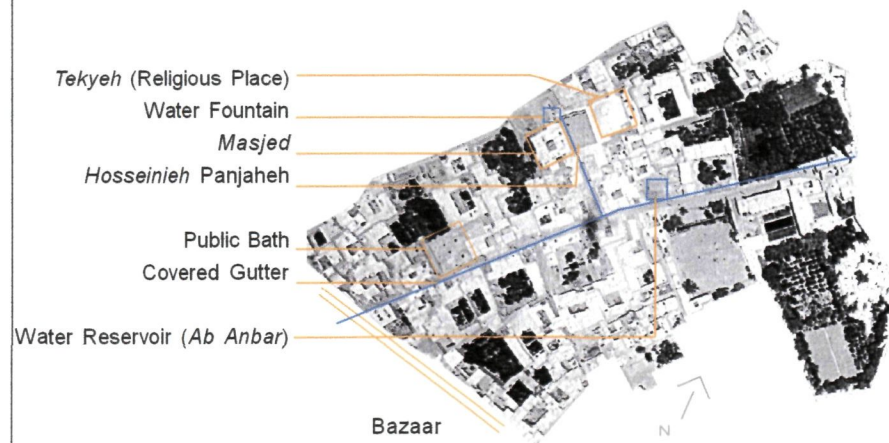 Tekyeh (Religious Place)
Water Fountain
Masjed
Hosseinieh Panjaheh
Public Bath
Covered Gutter
Water Reservoir (Ab Anbar)
Bazaar
N